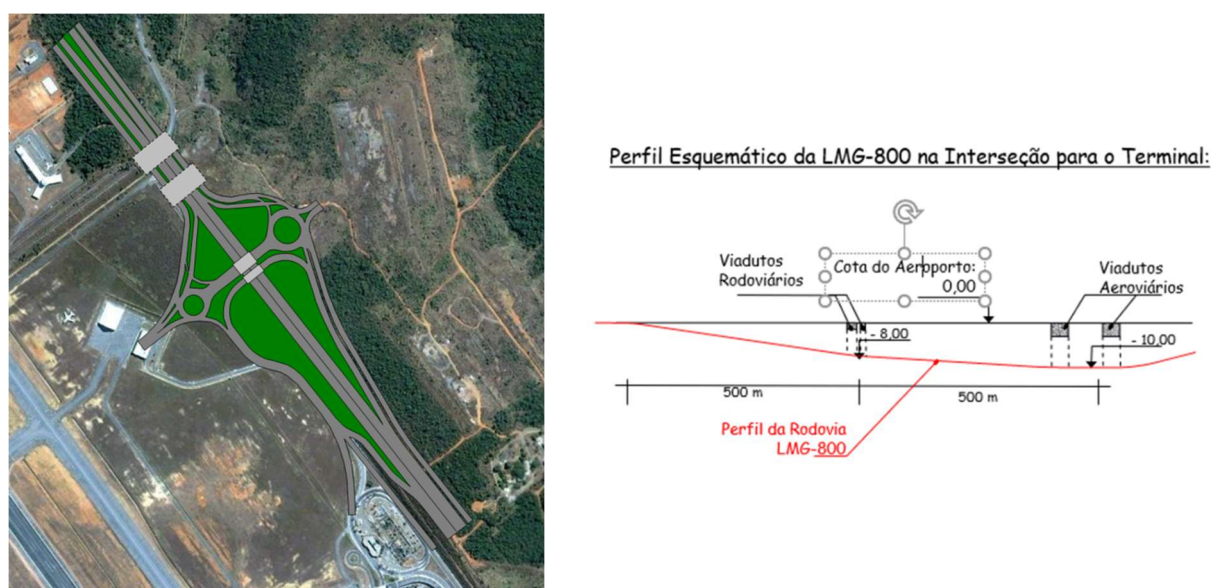 Perfil Esquemático da LMG-800 na Interseção para o Terminal:
Viadutos
Rodoviários
Cota do Aeroporto:
0,00
Viadutos
Aeroviários
- 8,00
- 10,00
500 m
500 m
Perfil da Rodovia
LMG-800